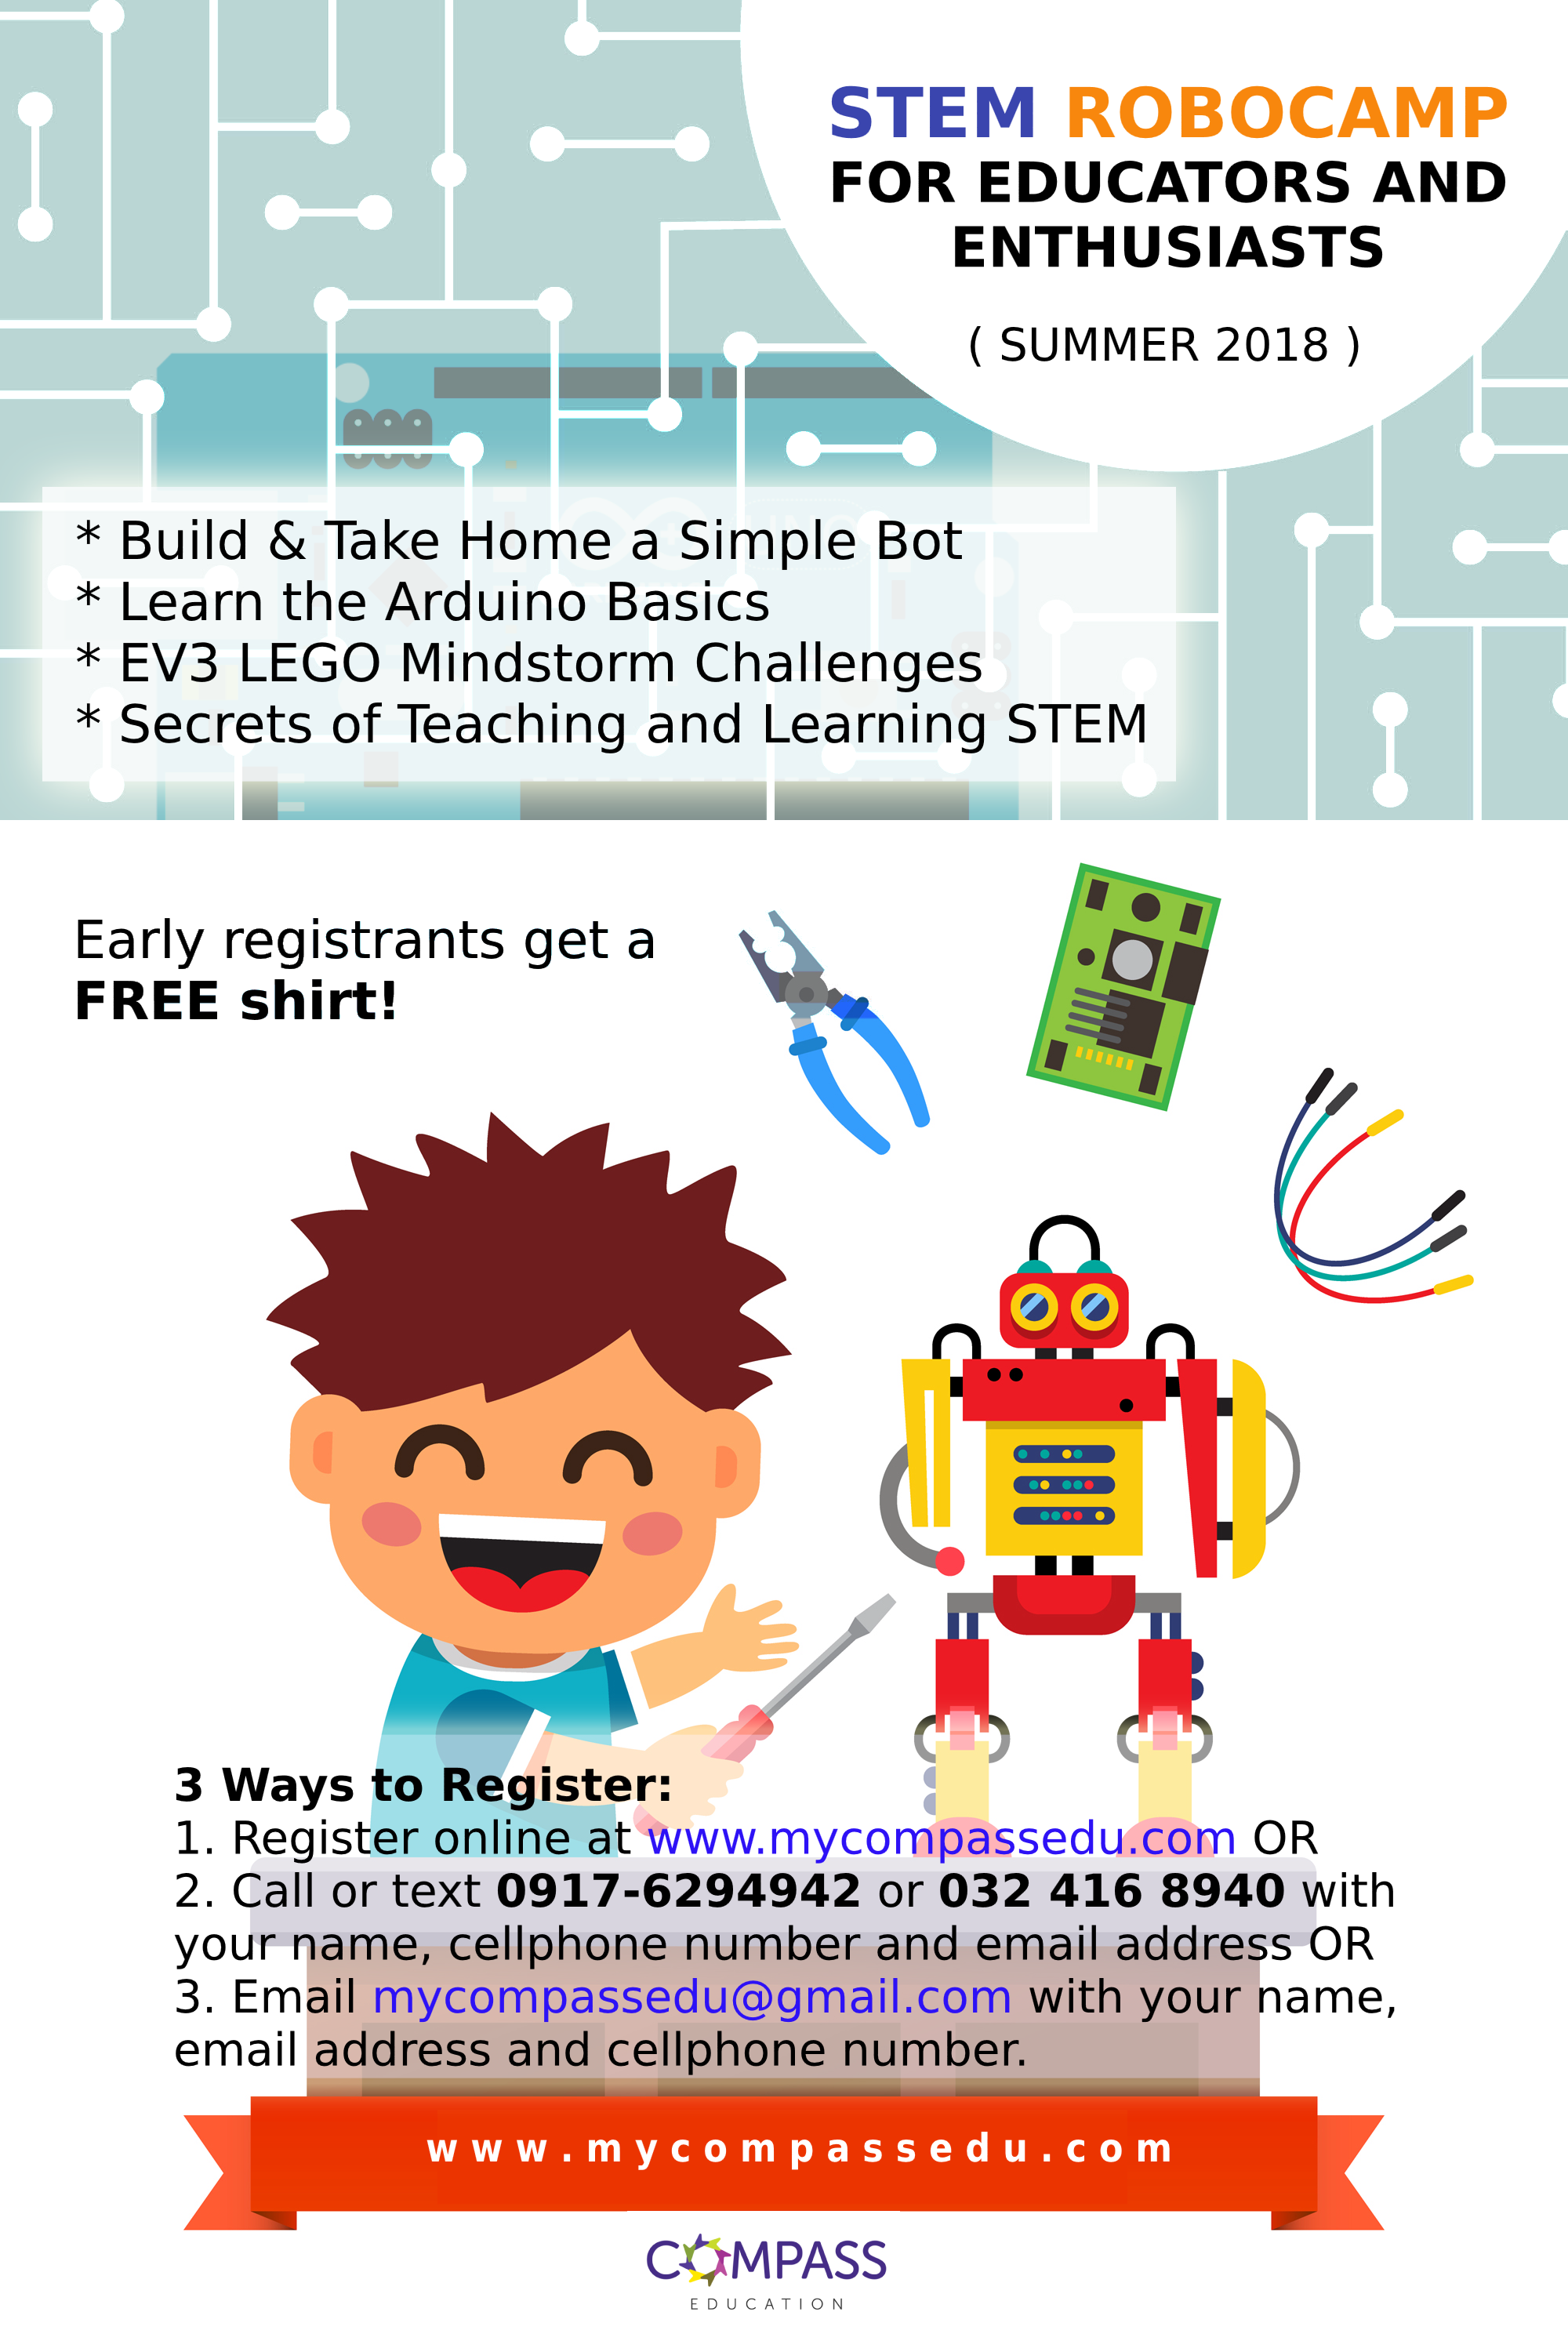 STEM ROBOCAMP
FOR EDUCATORS AND
ENTHUSIASTS
( SUMMER 2018 )
* Build & Take Home a Simple Bot
* Learn the Arduino Basics
* EV3 LEGO Mindstorm Challenges
* Secrets of Teaching and Learning STEM
Early registrants get a
FREE shirt!
3 Ways to Register:
1. Register online at www.mycompassedu.com OR
2. Call or text 0917-6294942 or 032 416 8940 with
your name, cellphone number and email address OR
3. Email mycompassedu@gmail.com with your name,
email address and cellphone number.
www.mycompassedu.com
COMPASS
EDUCATION